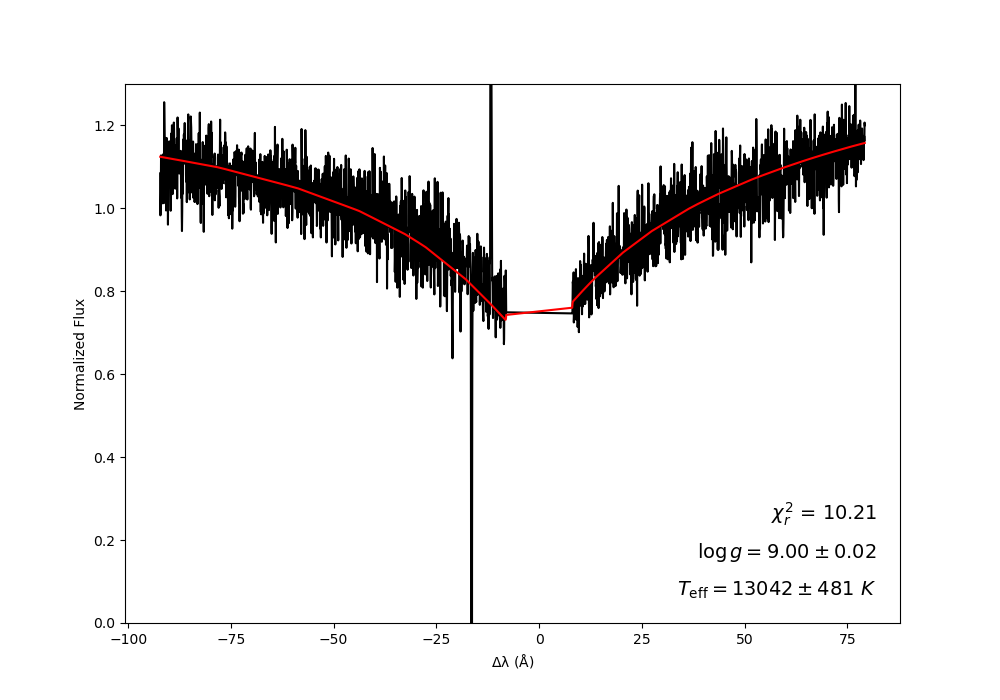 1.2
1.0
0.8
0.6
0.4
0.2
0.0
Normalized Flux
χ²ᵣ = 10.21
log g = 9.00 ± 0.02
T_eff = 13042 ± 481 K
−100 −75 −50 −25 0 25 50 75
Δλ (Å)